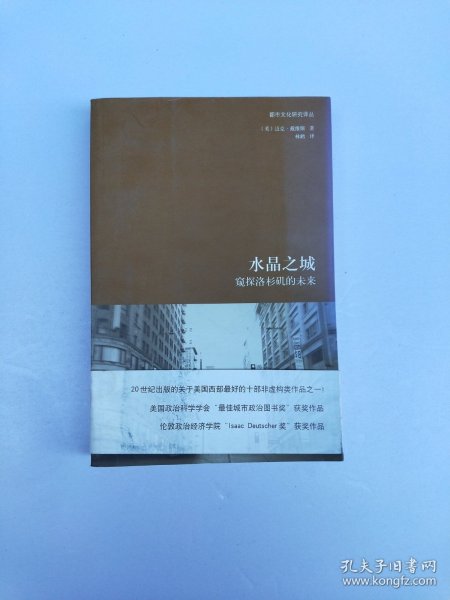 都市文化研究译丛
〔美〕迈克·戴维斯 著
林鹤 译
水晶之城
窥探洛杉矶的未来
20世纪出版的关于美国西部最好的十部非虚构类作品之一！
美国政治科学学会“最佳城市政治图书奖”获奖作品
伦敦政治经济学院“Isaac Deutscher奖”获奖作品
孔夫子旧书网
www.kongfz.com